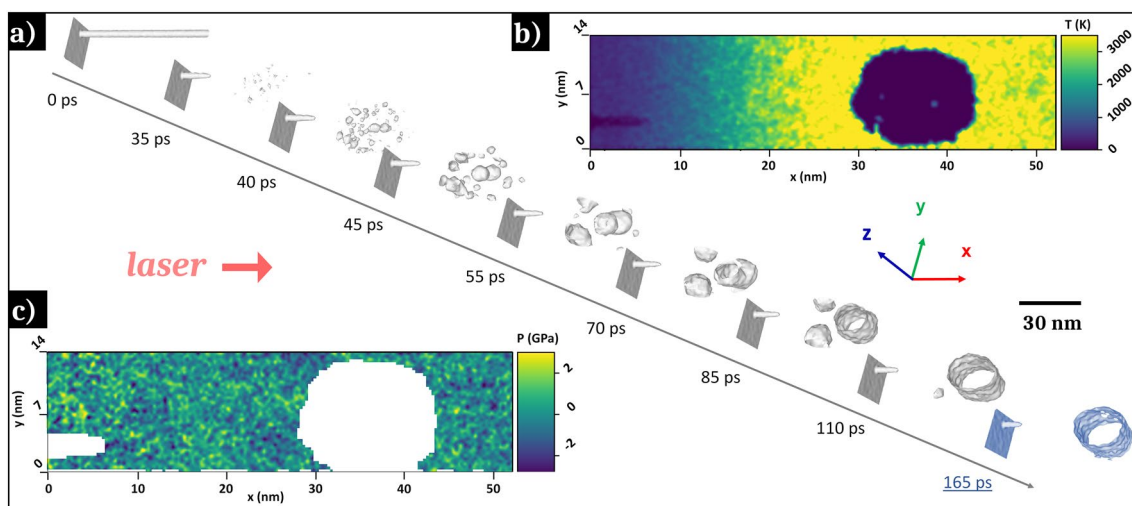 a)
0 ps
35 ps
40 ps
45 ps
55 ps
70 ps
85 ps
110 ps
165 ps
laser
b)
T (K)
3000
2000
1000
0
14
7
0
y (nm)
0
10
20
30
40
50
x (nm)
y
z
x
30 nm
c)
P (GPa)
2
0
-2
14
7
0
y (nm)
0
10
20
30
40
50
x (nm)